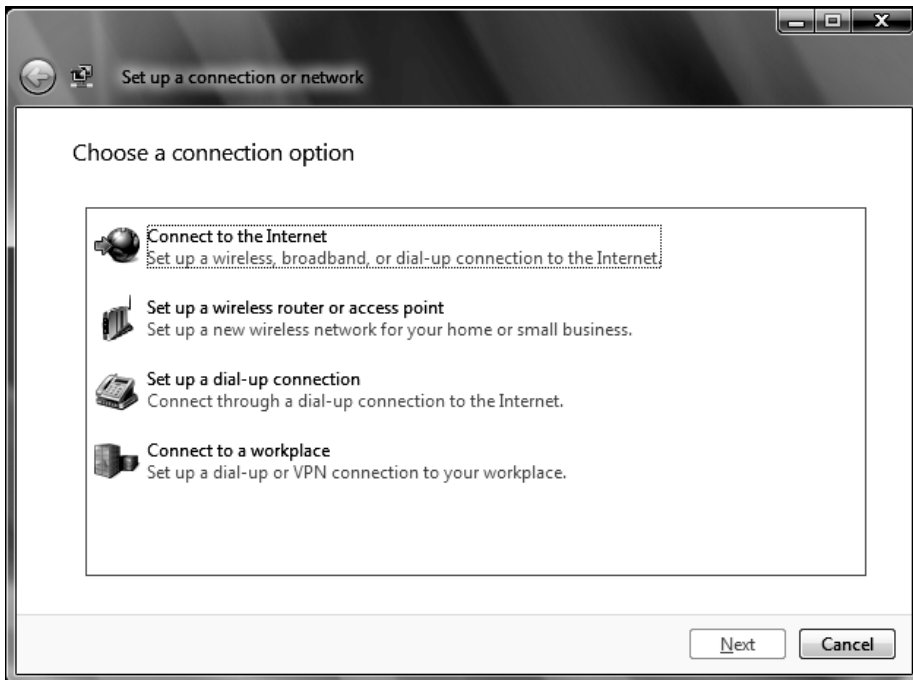 Set up a connection or network
Choose a connection option
Connect to the Internet
Set up a wireless, broadband, or dial-up connection to the Internet.
Set up a wireless router or access point
Set up a new wireless network for your home or small business.
Set up a dial-up connection
Connect through a dial-up connection to the Internet.
Connect to a workplace
Set up a dial-up or VPN connection to your workplace.
Next
Cancel